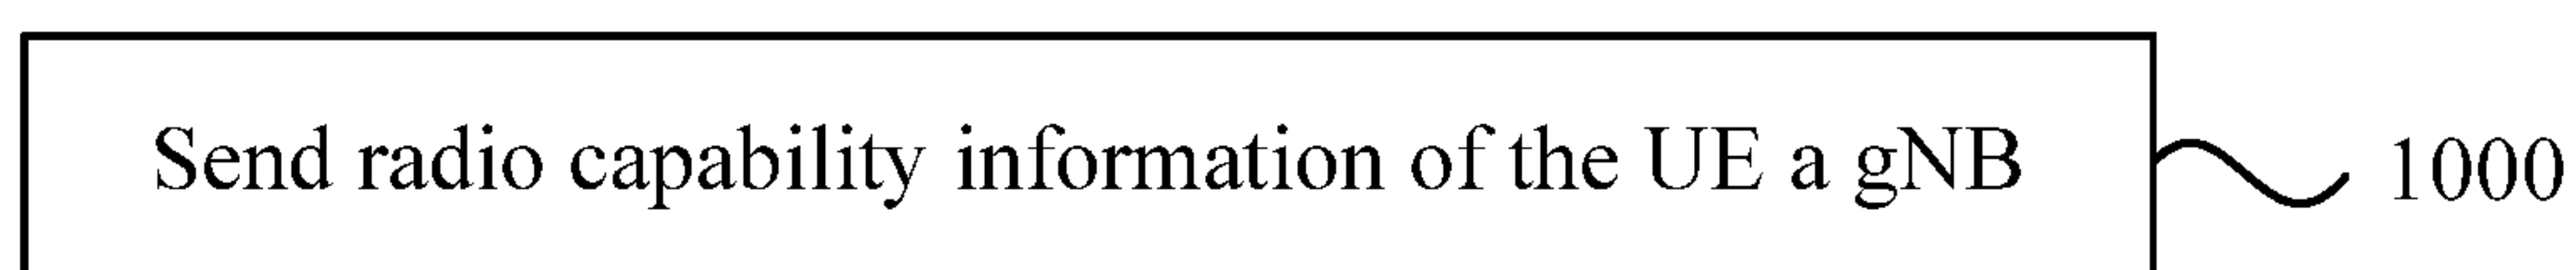 Send radio capability information of the UE a gNB 1000